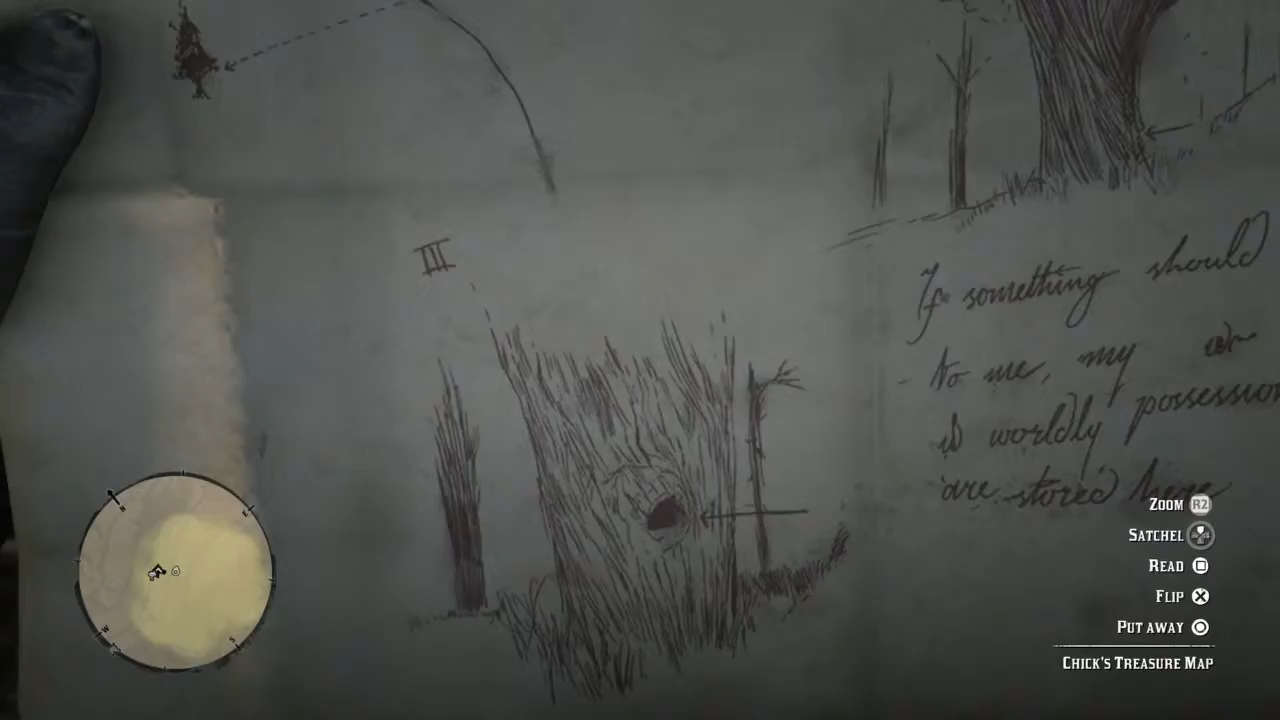 III
If something should
to me, my
is worldly possession
are stored here
ZOOM R2
SATCHEL
READ
FLIP
PUT AWAY
CHICK'S TREASURE MAP
N
W
S